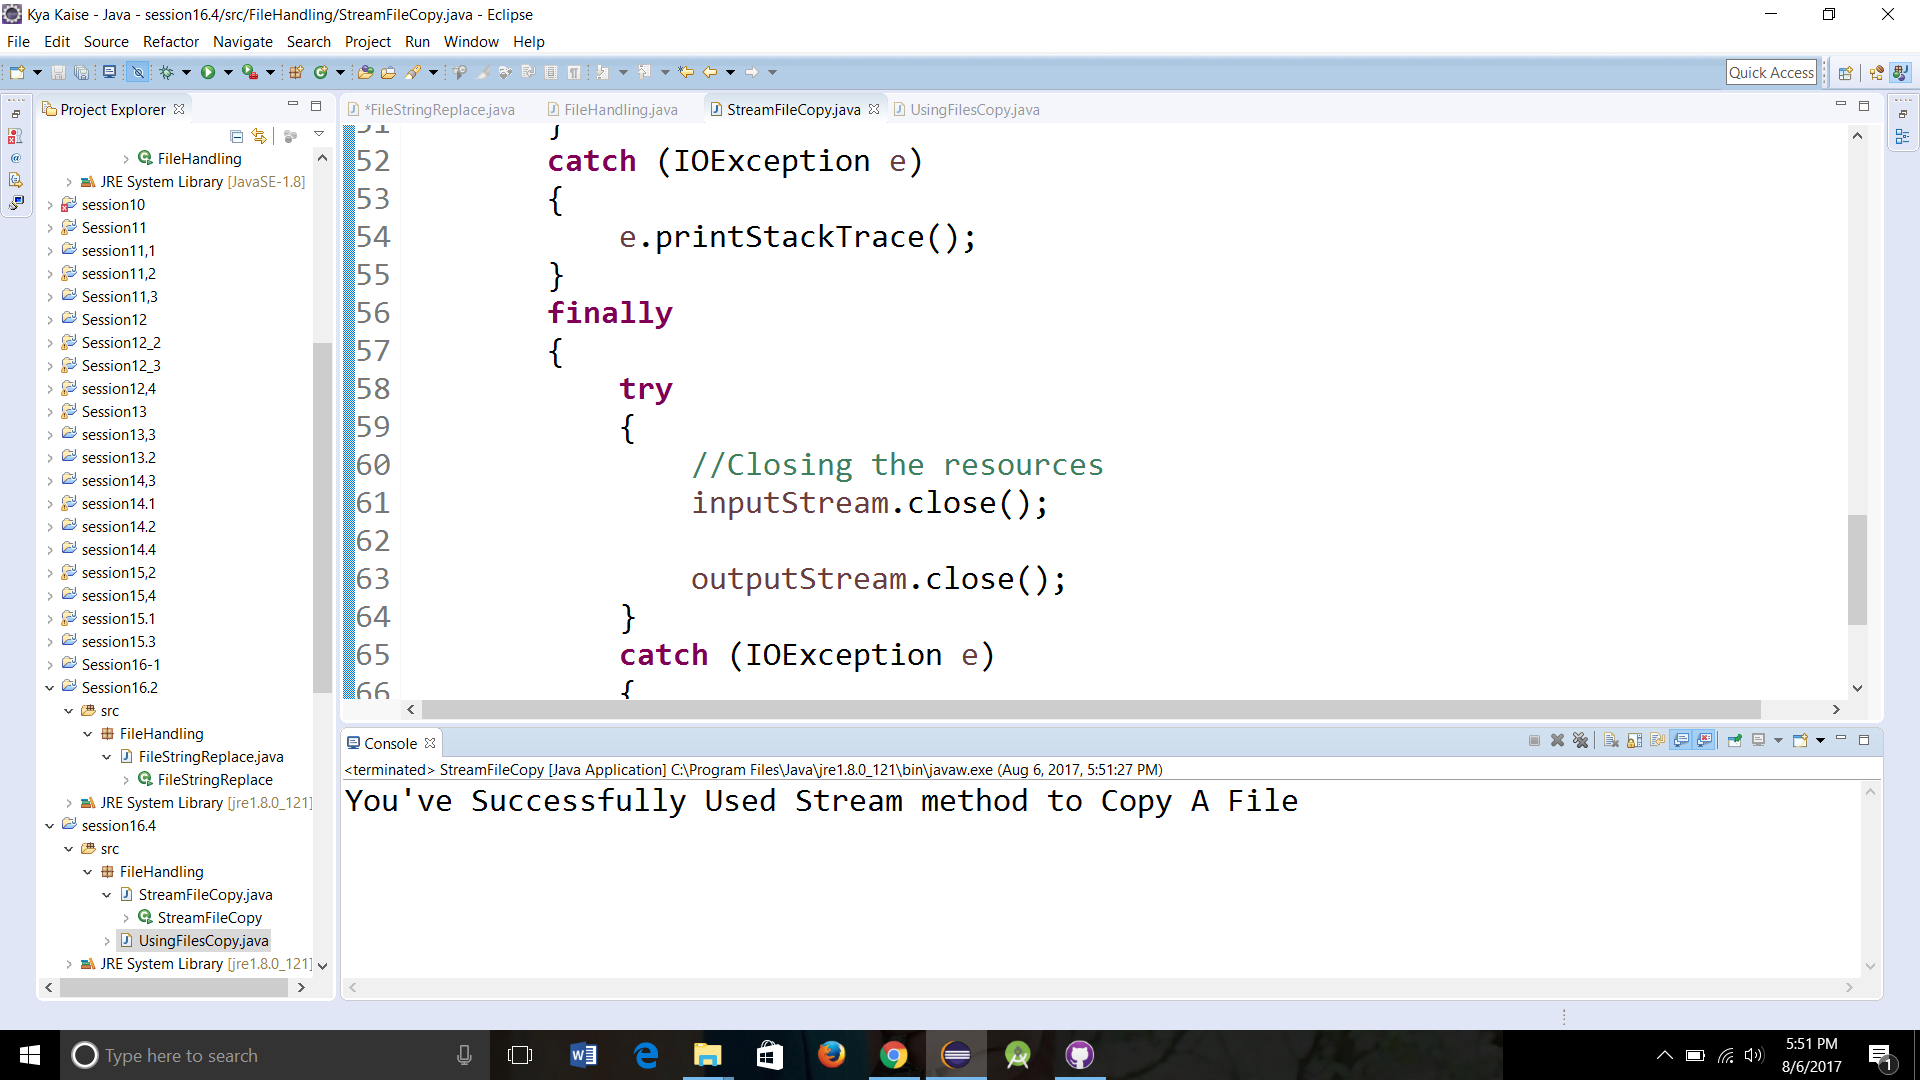 Kya Kaise - Java - session16.4/src/FileHandling/StreamFileCopy.java - Eclipse
File Edit Source Refactor Navigate Search Project Run Window Help
Quick Access
Project Explorer
FileHandling
JRE System Library [JavaSE-1.8]
session10
Session11
session11,1
session11,2
Session11,3
Session12
Session12_2
Session12_3
session12,4
Session13
session13,3
session13.2
session14,3
session14.1
session14.2
session14.4
session15,2
session15,4
session15.1
session15.3
Session16-1
Session16.2
src
FileHandling
FileStringReplace.java
FileStringReplace
JRE System Library [jre1.8.0_121]
session16.4
src
FileHandling
StreamFileCopy.java
StreamFileCopy
UsingFilesCopy.java
JRE System Library [jre1.8.0_121]
*FileStringReplace.java FileHandling.java StreamFileCopy.java UsingFilesCopy.java
51 }
52 catch (IOException e)
53 {
54 e.printStackTrace();
55 }
56 finally
57 {
58 try
59 {
60 //Closing the resources
61 inputStream.close();
62
63 outputStream.close();
64 }
65 catch (IOException e)
66 {
Console
<terminated> StreamFileCopy [Java Application] C:\Program Files\Java\jre1.8.0_121\bin\javaw.exe (Aug 6, 2017, 5:51:27 PM)
You've Successfully Used Stream method to Copy A File
Type here to search
5:51 PM
8/6/2017
1